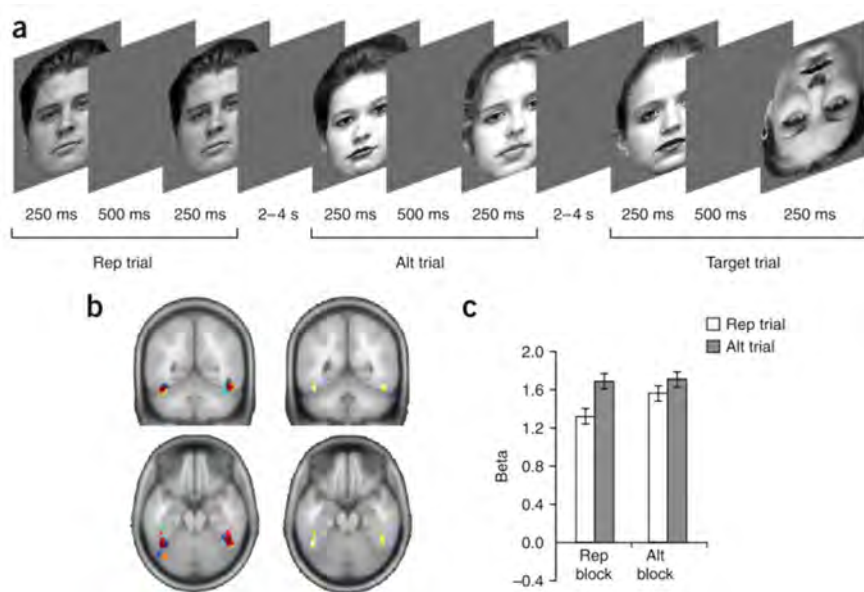 a
250 ms 500 ms 250 ms 2–4 s 250 ms 500 ms 250 ms 2–4 s 250 ms 500 ms 250 ms
Rep trial Alt trial Target trial
b
c
Rep trial
Alt trial
2.0
1.6
1.2
0.8
0.4
0.0
–0.4
Beta
Rep block
Alt block